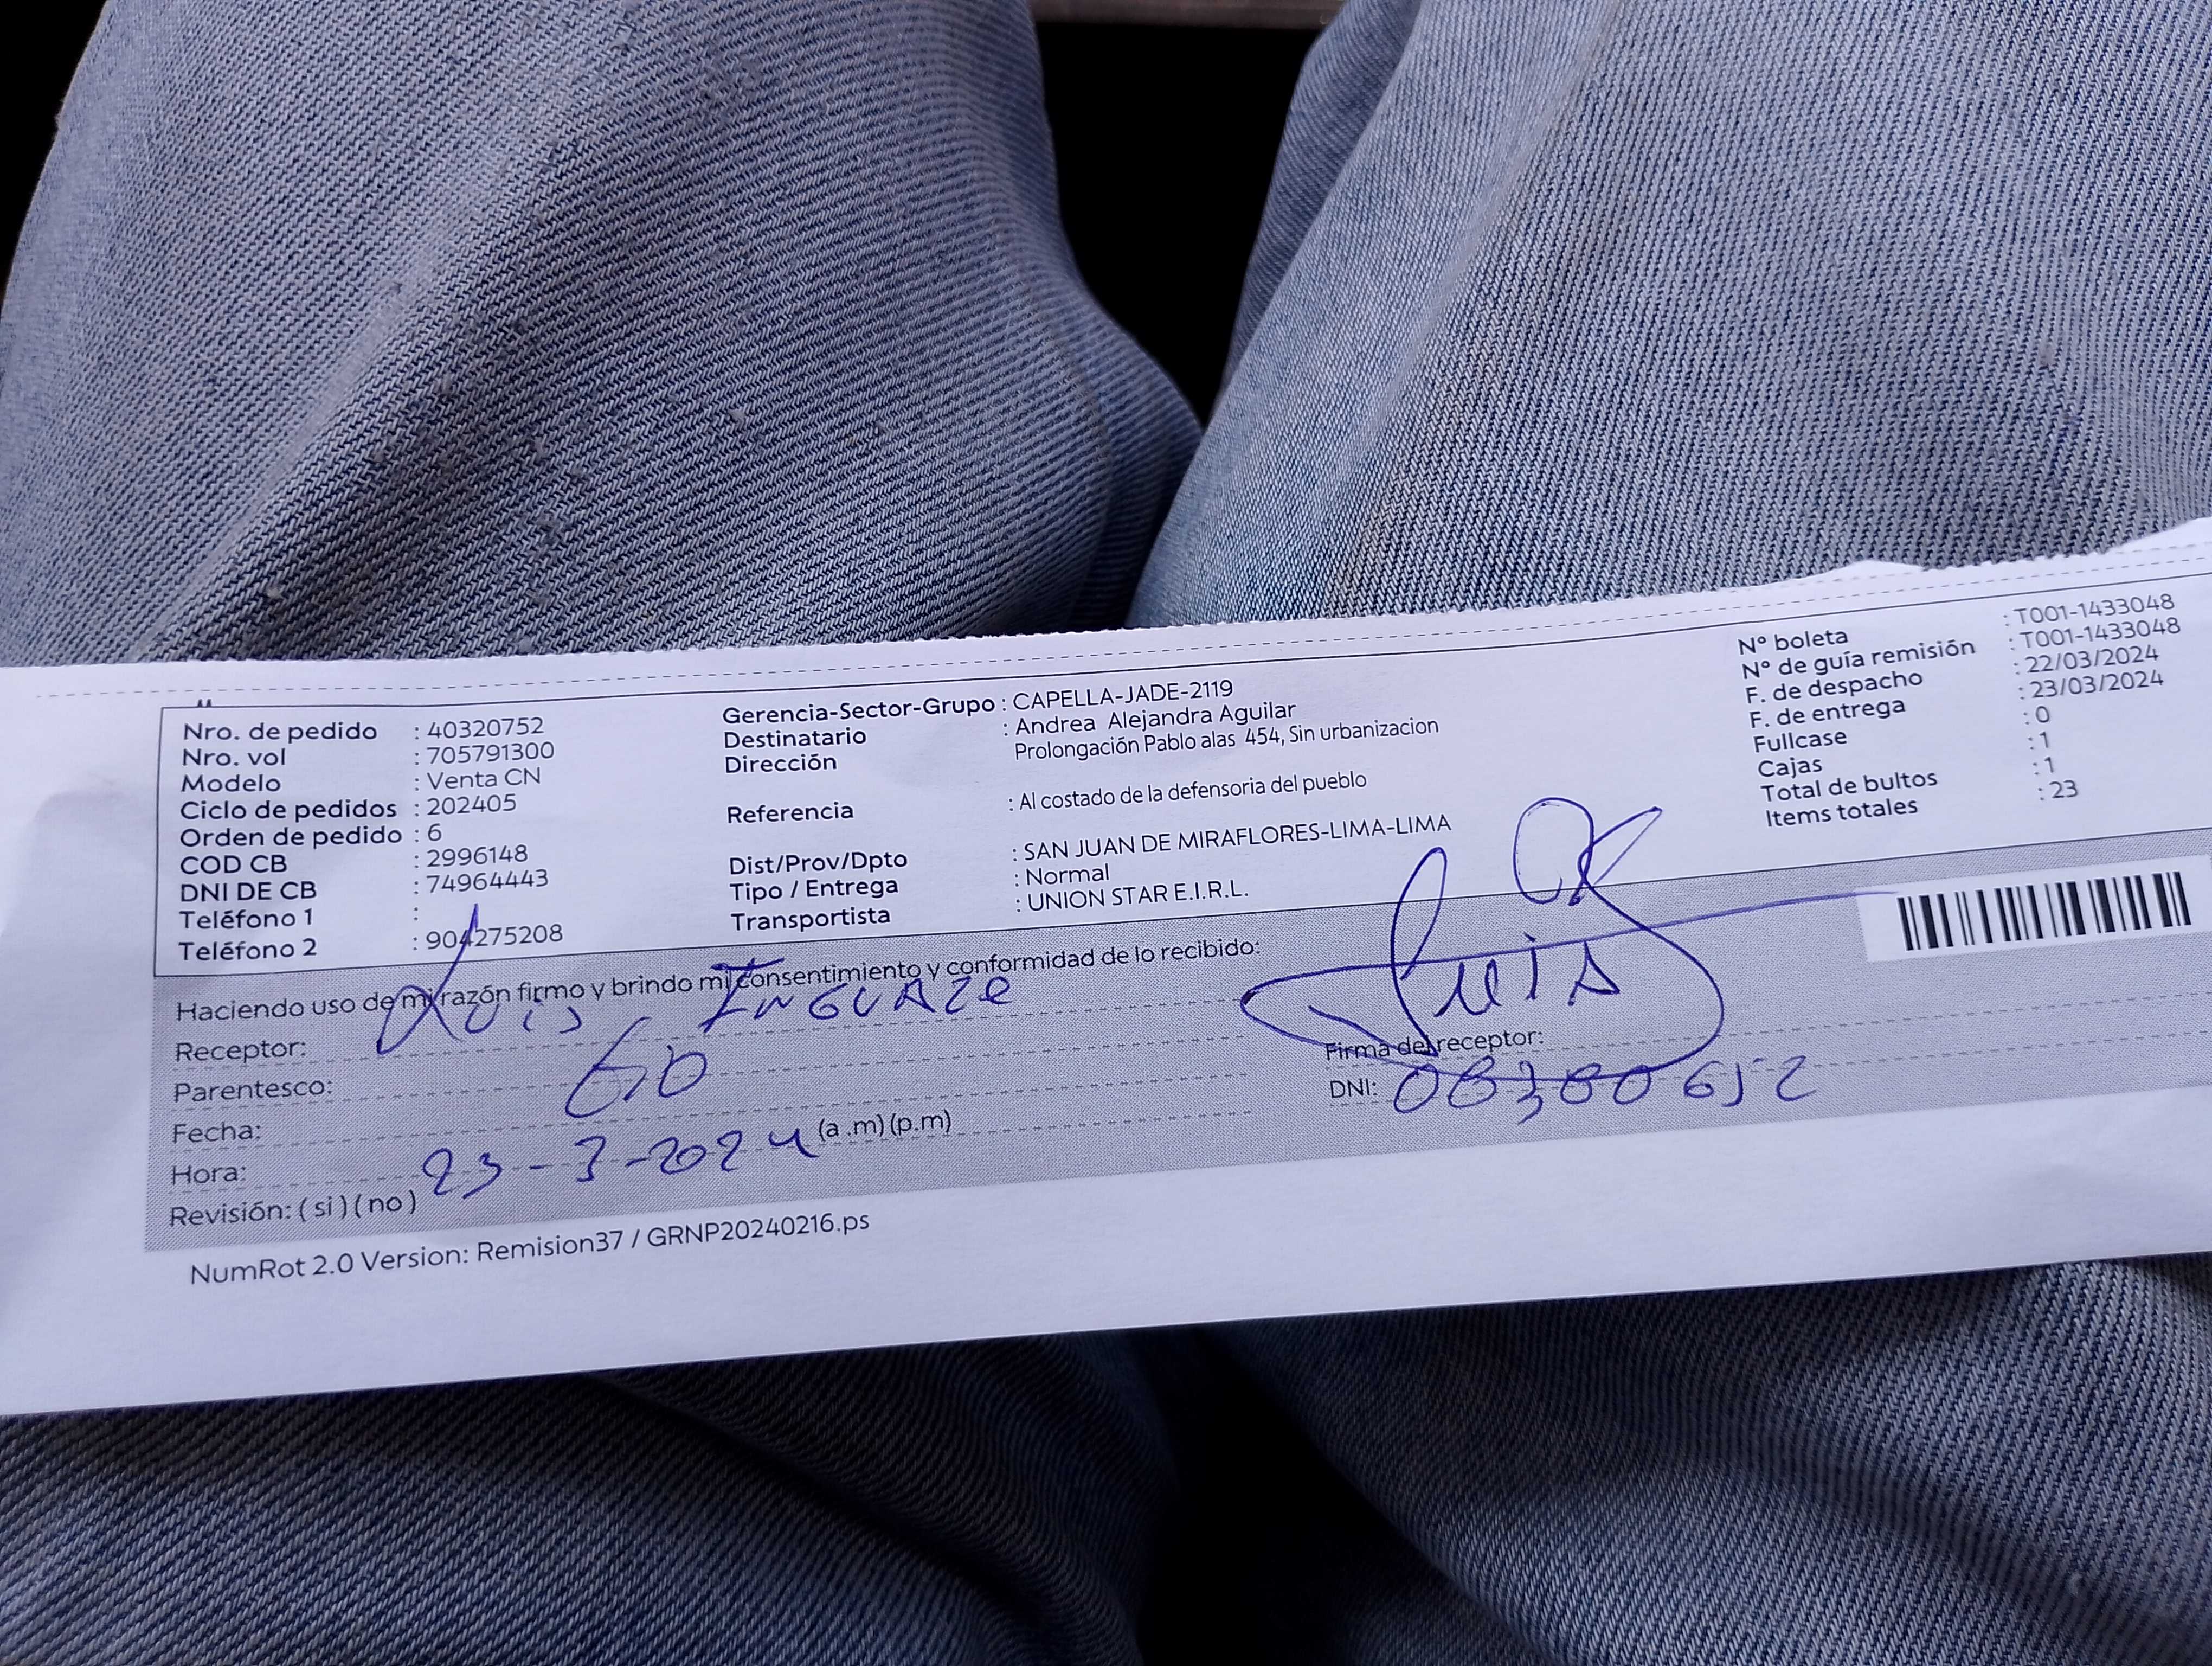 Nro. de pedido : 40320752
Nro. vol : 705791300
Modelo : Venta CN
Ciclo de pedidos : 202405
Orden de pedido : 6
COD CB : 2996148
DNI DE CB : 74964443
Teléfono 1 :
Teléfono 2 : 904275208
Gerencia-Sector-Grupo : CAPELLA-JADE-2119
Destinatario : Andrea Alejandra Aguilar
Dirección Prolongación Pablo alas 454, Sin urbanizacion
Referencia : Al costado de la defensoria del pueblo
Dist/Prov/Dpto : SAN JUAN DE MIRAFLORES-LIMA-LIMA
Tipo / Entrega : Normal
Transportista : UNION STAR E.I.R.L.
N° boleta : T001-1433048
N° de guía remisión : T001-1433048
F. de despacho : 22/03/2024
F. de entrega : 23/03/2024
Fullcase : 0
Cajas : 1
Total de bultos : 1
Items totales : 23
Haciendo uso de mi razón firmo y brindo mi consentimiento y conformidad de lo recibido:
Receptor: Luis
Parentesco:
Fecha:
Hora: 23-3-2024 (a .m) (p.m)
Revisión: ( si ) ( no )
Luis
Firma del receptor:
DNI:
NumRot 2.0 Version: Remision37 / GRNP20240216.ps